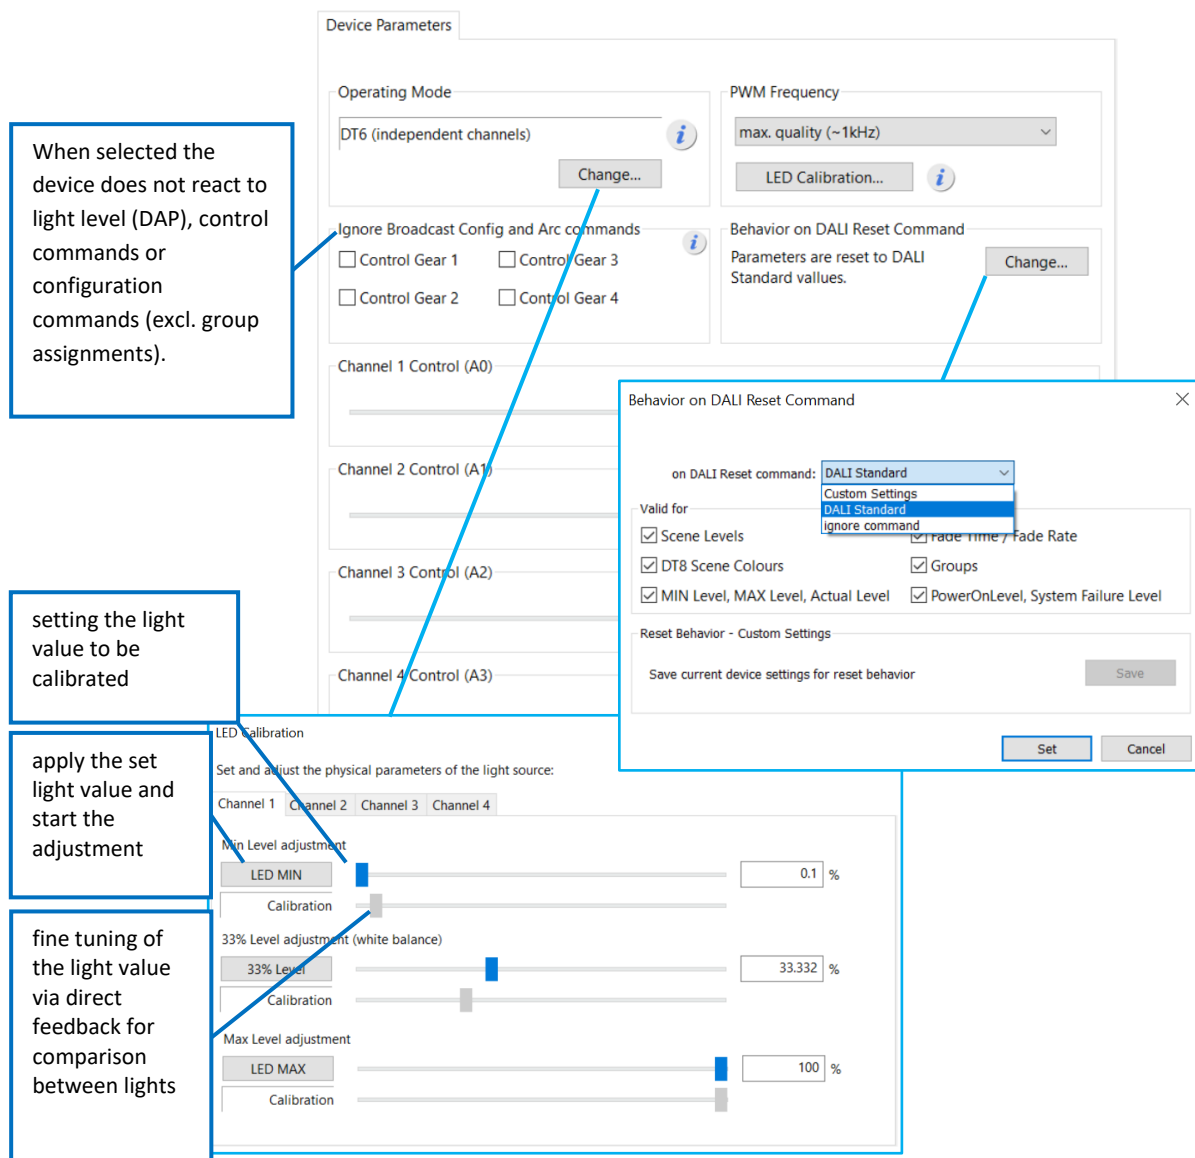 Device Parameters
Operating Mode
DT6 (independent channels)
i
Change...
PWM Frequency
max. quality (~1kHz)
LED Calibration...
i
When selected the
device does not react to
light level (DAP), control
commands or
configuration
commands (excl. group
assignments).
Ignore Broadcast Config and Arc commands
i
Control Gear 1
Control Gear 3
Control Gear 2
Control Gear 4
Behavior on DALI Reset Command
Parameters are reset to DALI
Standard vallues.
Change...
Channel 1 Control (A0)
Channel 2 Control (A1)
Channel 3 Control (A2)
Channel 4 Control (A3)
Behavior on DALI Reset Command
on DALI Reset command:
DALI Standard
Custom Settings
DALI Standard
ignore command
Valid for
Scene Levels
Fade Time / Fade Rate
DT8 Scene Colours
Groups
MIN Level, MAX Level, Actual Level
PowerOnLevel, System Failure Level
Reset Behavior - Custom Settings
Save current device settings for reset behavior
Save
Set
Cancel
setting the light
value to be
calibrated
apply the set
light value and
start the
adjustment
fine tuning of
the light value
via direct
feedback for
comparison
between lights
LED Calibration
Set and adjust the physical parameters of the light source:
Channel 1
Channel 2
Channel 3
Channel 4
Min Level adjustment
LED MIN
0.1 %
Calibration
33% Level adjustment (white balance)
33% Level
33.332 %
Calibration
Max Level adjustment
LED MAX
100 %
Calibration